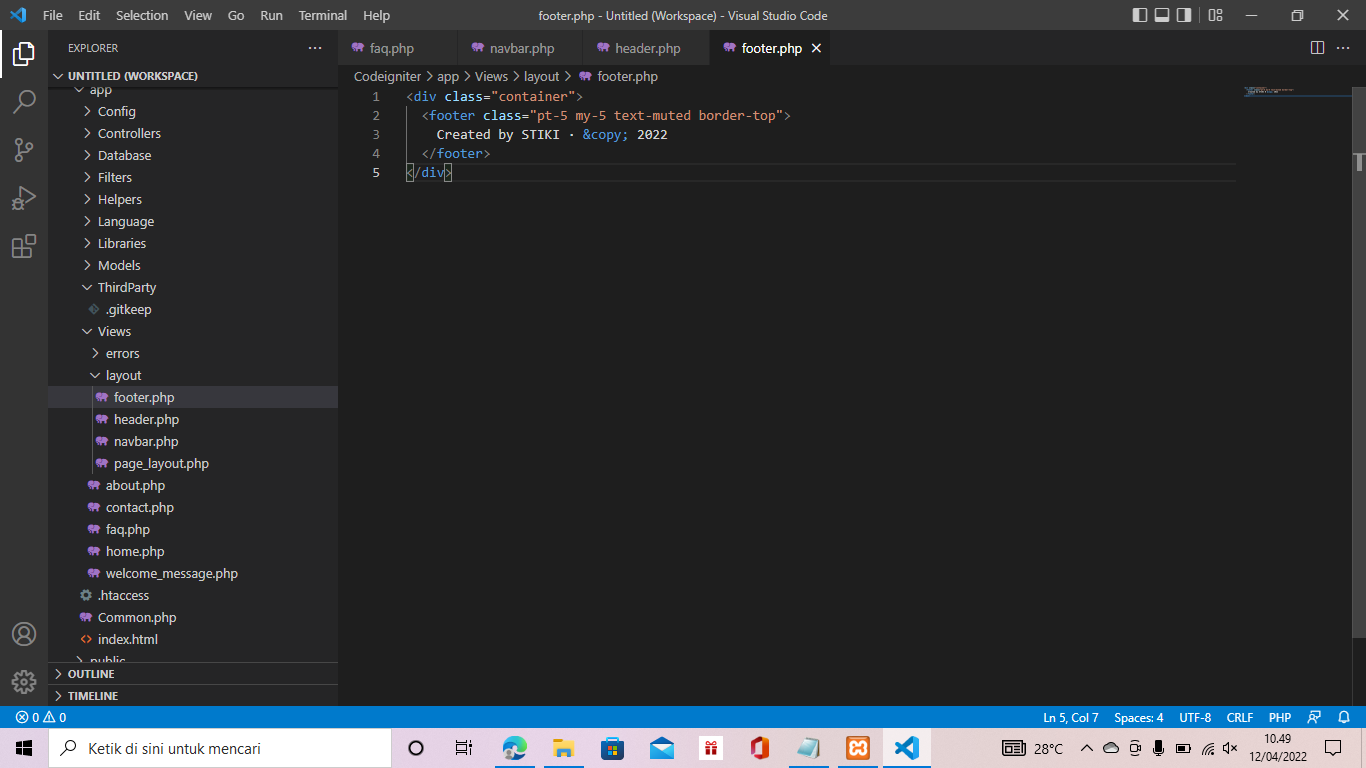 File Edit Selection View Go Run Terminal Help
footer.php - Untitled (Workspace) - Visual Studio Code
EXPLORER
UNTITLED (WORKSPACE)
app
Config
Controllers
Database
Filters
Helpers
Language
Libraries
Models
ThirdParty
.gitkeep
Views
errors
layout
footer.php
header.php
navbar.php
page_layout.php
about.php
contact.php
faq.php
home.php
welcome_message.php
.htaccess
Common.php
index.html
public
OUTLINE
TIMELINE
faq.php navbar.php header.php footer.php
Codeigniter > app > Views > layout > footer.php
1 <div class="container">
2 <footer class="pt-5 my-5 text-muted border-top">
3 Created by STIKI · &copy; 2022
4 </footer>
5 </div>
0 0 Ln 5, Col 7 Spaces: 4 UTF-8 CRLF PHP
Ketik di sini untuk mencari
28°C
10.49
12/04/2022